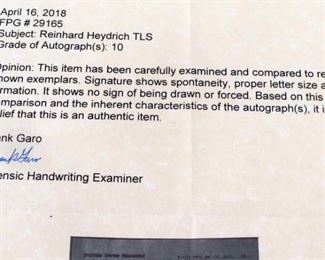 April 16, 2018
FPG # 29165
Subject: Reinhard Heydrich TLS
Grade of Autograph(s): 10
Opinion: This item has been carefully examined and compared to re
nown exemplars. Signature shows spontaneity, proper letter size a
rmation. It shows no sign of being drawn or forced. Based on this
omparison and the inherent characteristics of the autograph(s), it i
elief that this is an authentic item.
ank Garo
ensic Handwriting Examiner